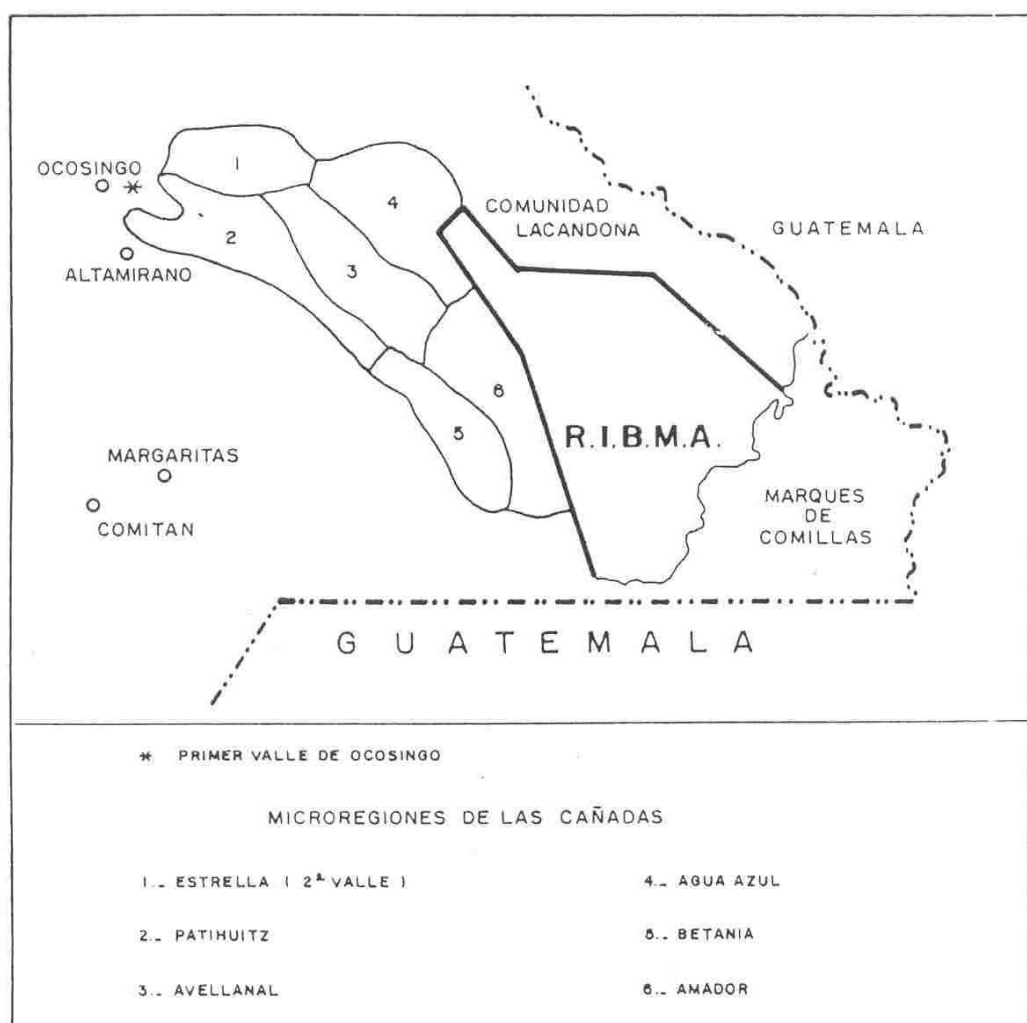 1
OCOSINGO
*
4
COMUNIDAD
LACANDONA
GUATEMALA
2
ALTAMIRANO
3
6
R.I.B.M.A.
5
MARGARITAS
COMITAN
MARQUES
DE
COMILLAS
GUATEMALA
* PRIMER VALLE DE OCOSINGO
MICROREGIONES DE LAS CAÑADAS
1.- ESTRELLA ( 2ª VALLE )
4.- AGUA AZUL
2.- PATIHUITZ
5.- BETANIA
3.- AVELLANAL
6.- AMADOR